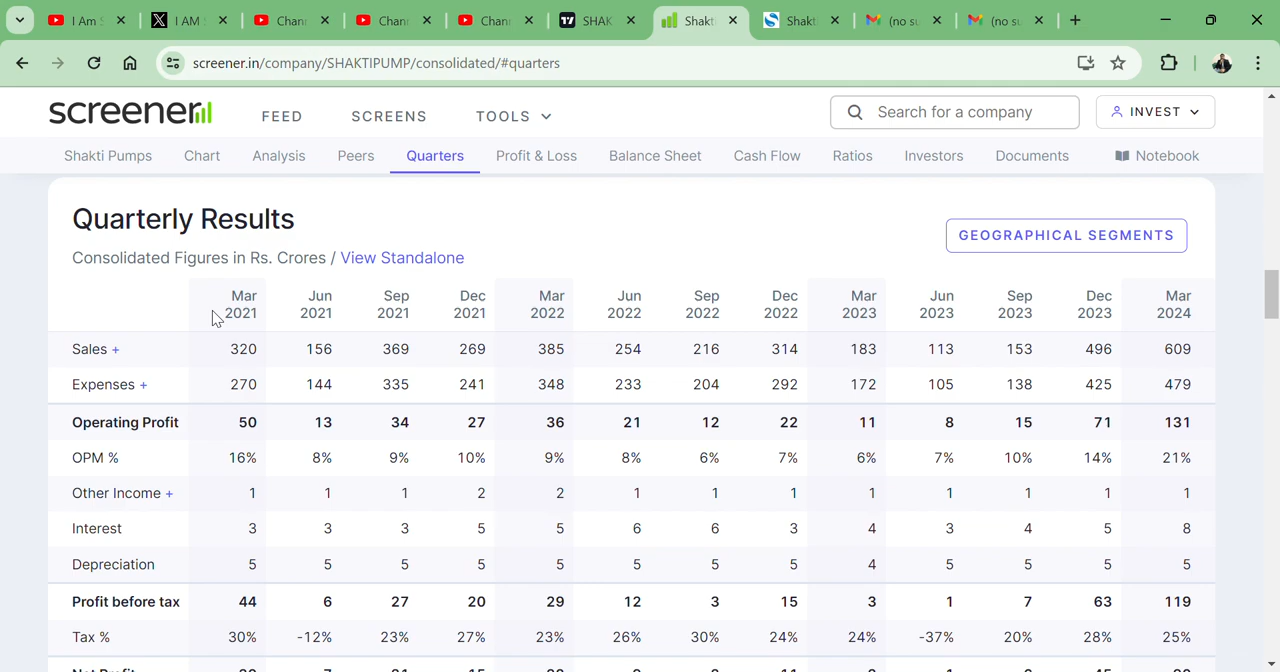 I Am S
I AM S
Chann
Chann
Chann
SHAK
Shakti
Shakti
(no su
(no su
screener.in/company/SHAKTIPUMP/consolidated/#quarters
screener FEED SCREENS TOOLS Search for a company INVEST
Shakti Pumps Chart Analysis Peers Quarters Profit & Loss Balance Sheet Cash Flow Ratios Investors Documents Notebook
Quarterly Results
GEOGRAPHICAL SEGMENTS
Consolidated Figures in Rs. Crores / View Standalone
Mar 2021 Jun 2021 Sep 2021 Dec 2021 Mar 2022 Jun 2022 Sep 2022 Dec 2022 Mar 2023 Jun 2023 Sep 2023 Dec 2023 Mar 2024
Sales + 320 156 369 269 385 254 216 314 183 113 153 496 609
Expenses + 270 144 335 241 348 233 204 292 172 105 138 425 479
Operating Profit 50 13 34 27 36 21 12 22 11 8 15 71 131
OPM % 16% 8% 9% 10% 9% 8% 6% 7% 6% 7% 10% 14% 21%
Other Income + 1 1 1 2 2 1 1 1 1 1 1 1 1
Interest 3 3 3 5 5 6 6 3 4 3 4 5 8
Depreciation 5 5 5 5 5 5 5 5 4 5 5 5 5
Profit before tax 44 6 27 20 29 12 3 15 3 1 7 63 119
Tax % 30% -12% 23% 27% 23% 26% 30% 24% 24% -37% 20% 28% 25%